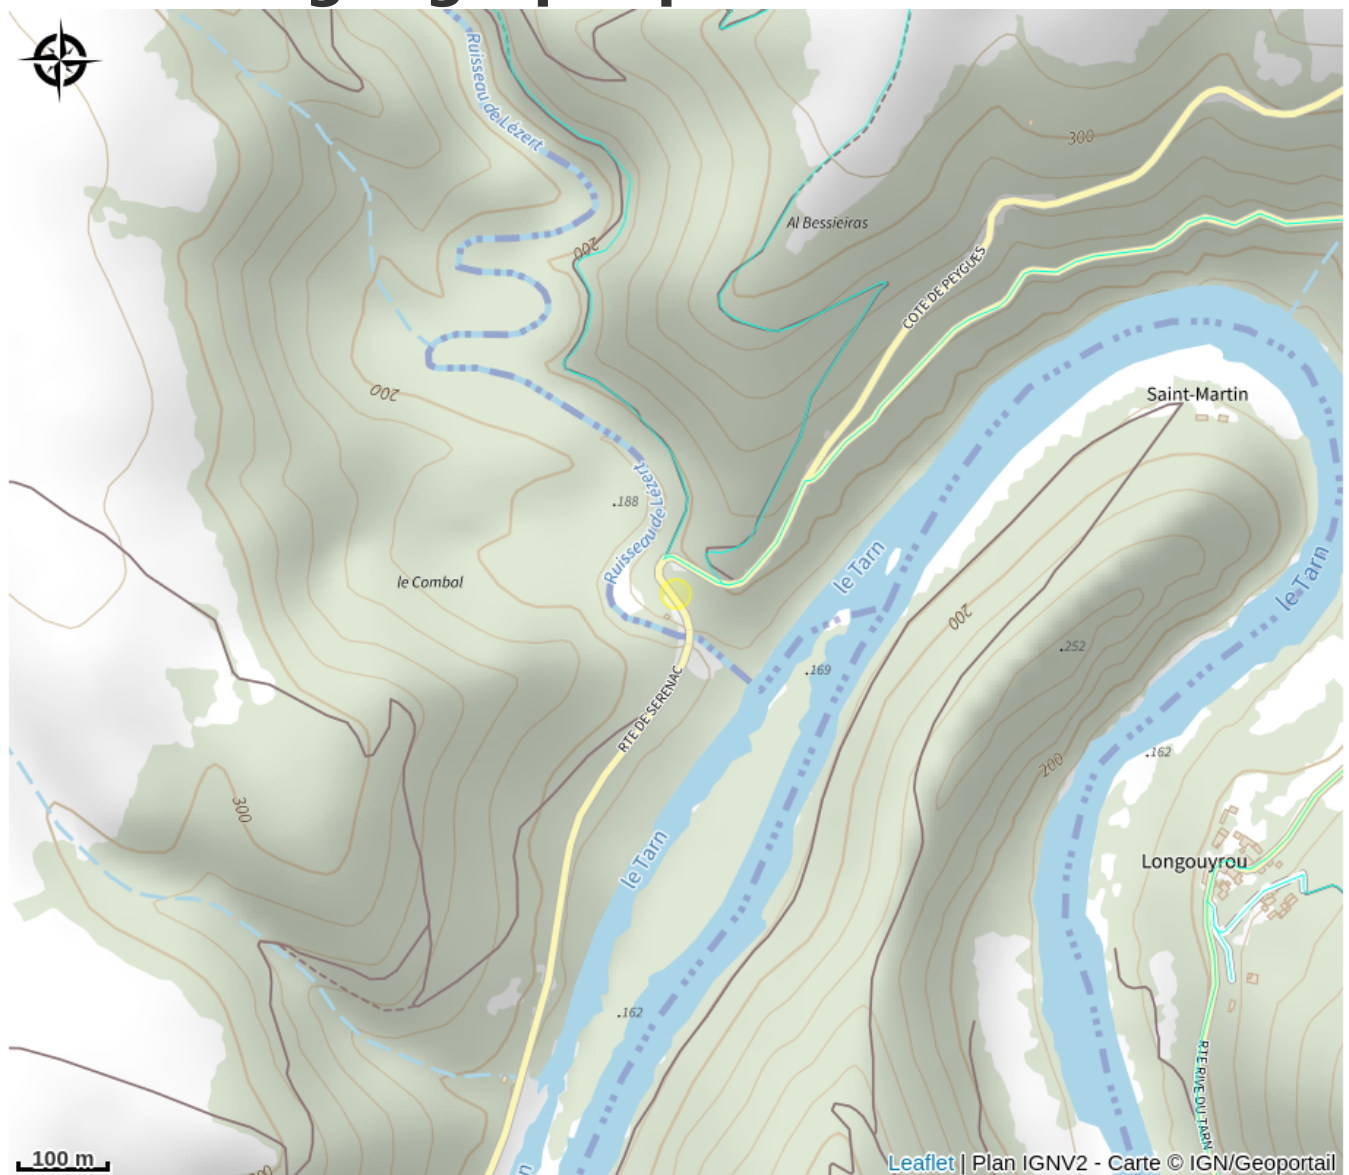 Ruisseau de Lézert
300
Al Bessieiras
200
COTE DE PEYGUES
200
Saint-Martin
Ruisseau de Lézert
.188
le Tarn
le Tarn
le Combal
200
.252
.169
RTE DE SERENAC
200
.162
300
le Tarn
Longouyrou
.162
RTE RIVE DU TARN
100 m
Leaflet | Plan IGNV2 - Carte © IGN/Geoportail